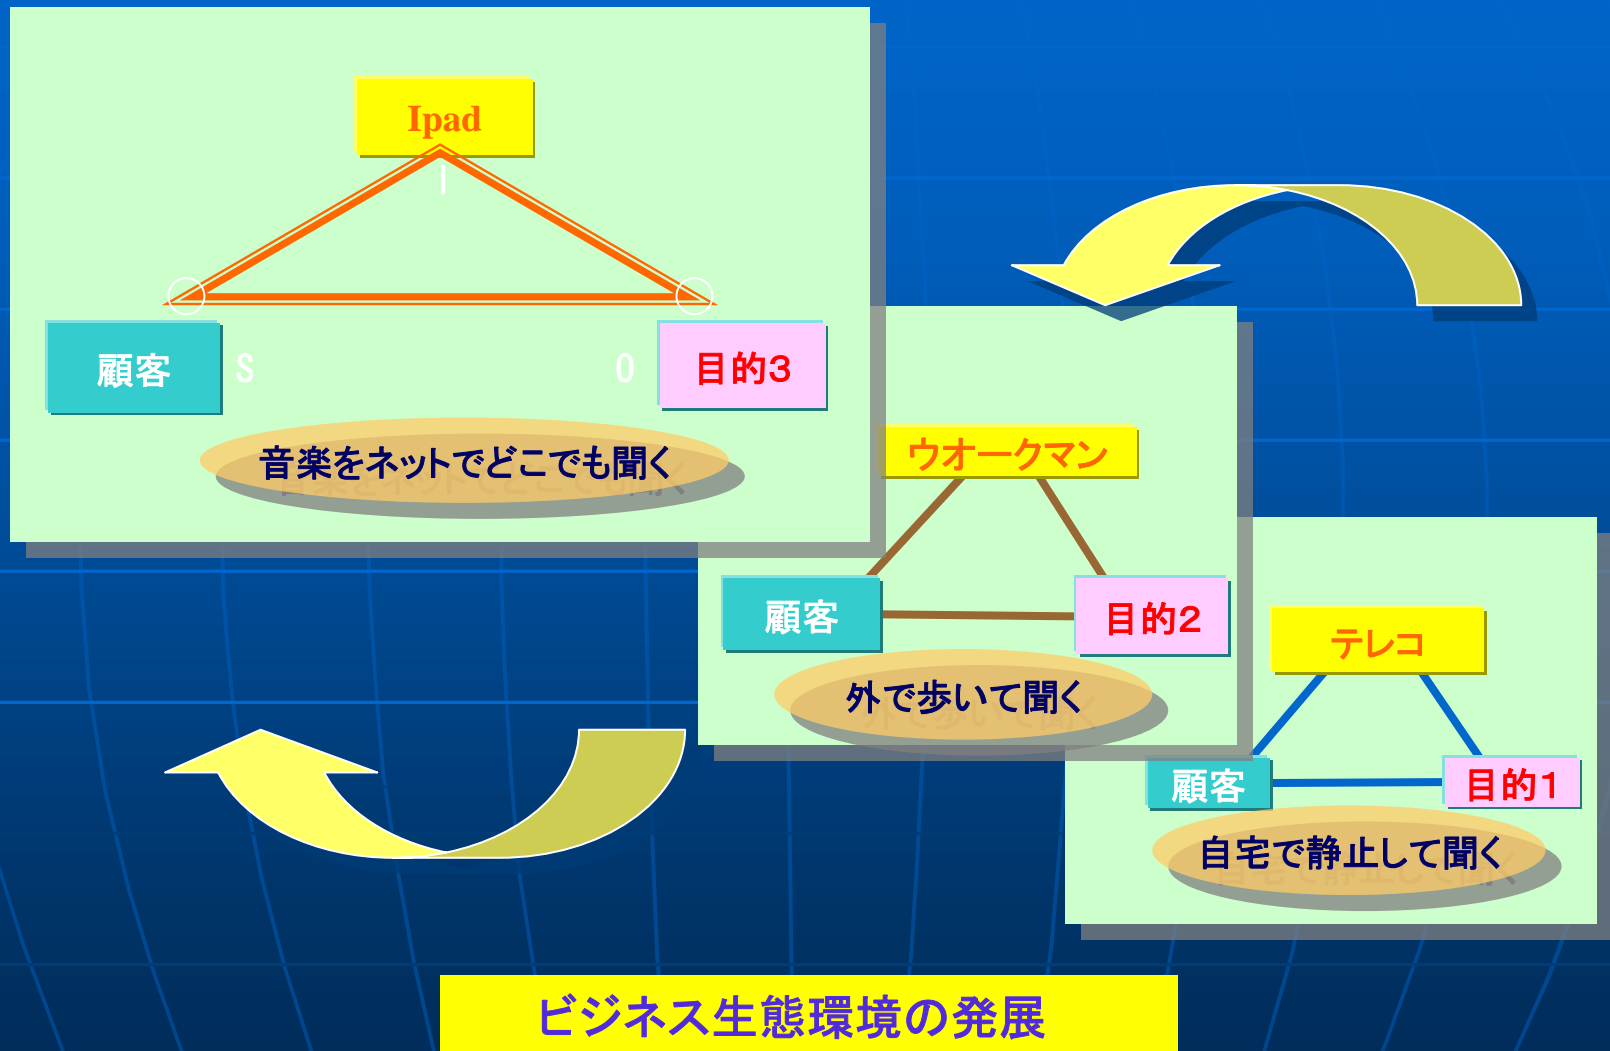 Ipad
I
顧客
S
O
目的3
音楽をネットでどこでも聞く
ウオークマン
顧客
目的2
外で歩いて聞く
テレコ
顧客
目的1
自宅で静止して聞く
ビジネス生態環境の発展